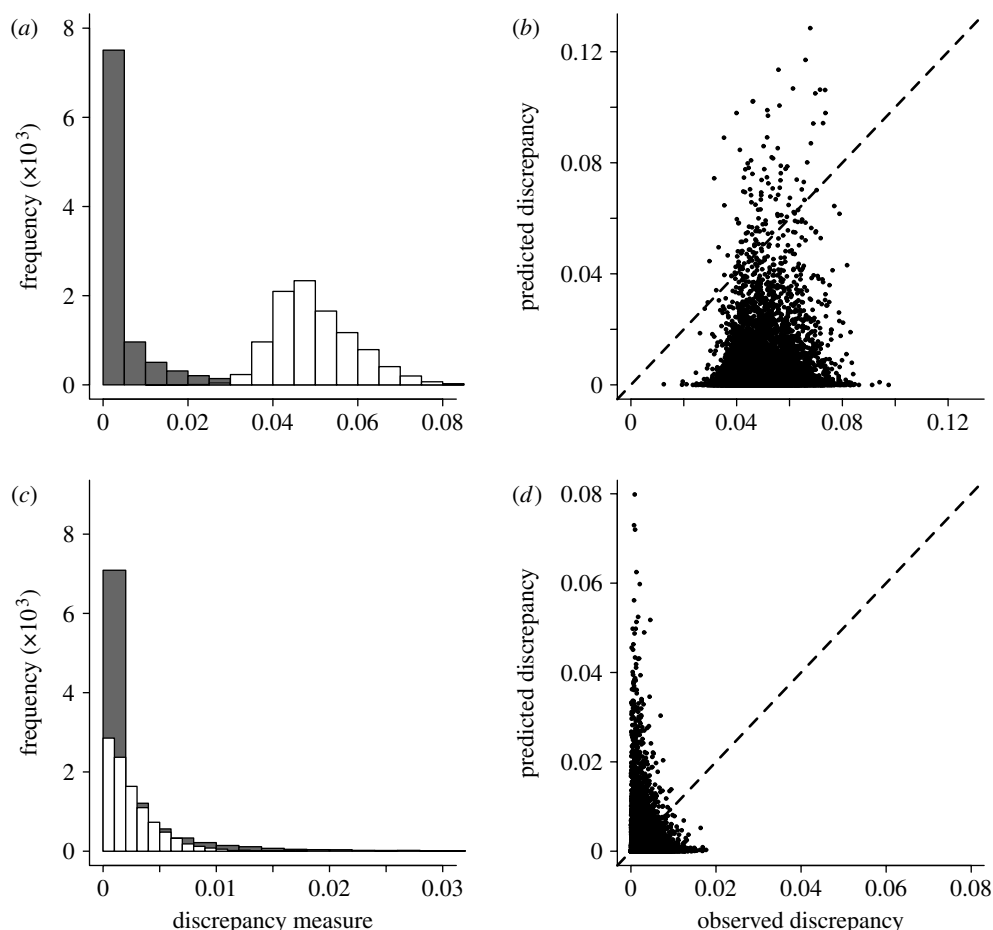 (a)
8
6
4
2
0
frequency (×10³)
0 0.02 0.04 0.06 0.08
(b)
0.12
0.08
0.04
0
predicted discrepancy
0 0.04 0.08 0.12
(c)
8
6
4
2
0
frequency (×10³)
0 0.01 0.02 0.03
discrepancy measure
(d)
0.08
0.06
0.04
0.02
0
predicted discrepancy
0 0.02 0.04 0.06 0.08
observed discrepancy